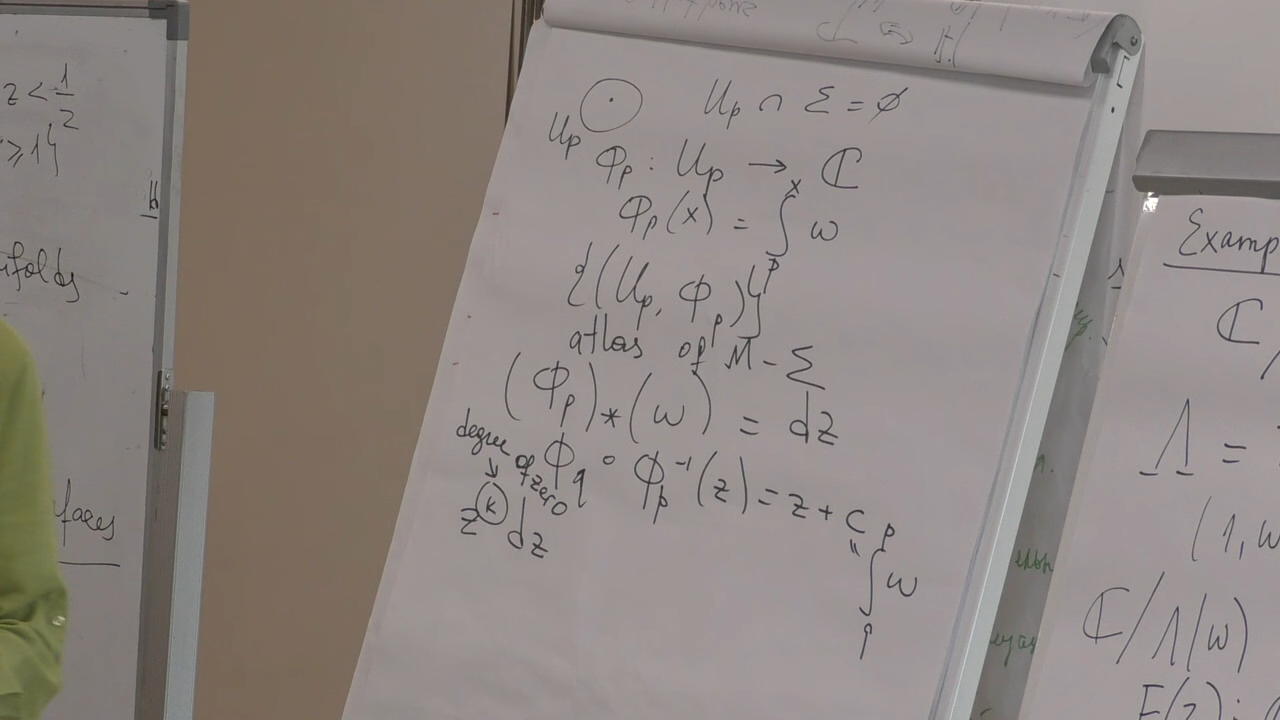 z < 1/2
≥ 1}
ifolds
faces
U_p ∩ Σ = ∅
U_p
Φ_p : U_p → ℂ
Φ_p(x) = ∫_p^x ω
{(U_p, Φ_p)}
atlas of M - Σ
(Φ_p)_*(ω) = dz
degree of zero
Φ_q ∘ Φ_p^{-1}(z) = z + c
z^k dz
" ∫_q^p ω
Examp
ℂ/
Λ =
(1, ω
ℂ/Λ(ω)
F(z):